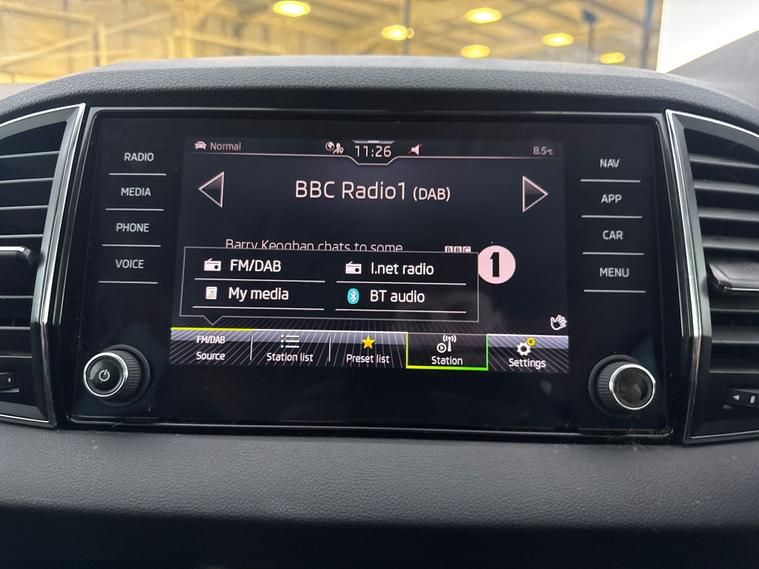 RADIO
MEDIA
PHONE
VOICE
Normal
11:26
8.5°C
BBC Radio1 (DAB)
Barry Keoghan chats to some
BBC
1
FM/DAB
I.net radio
My media
BT audio
FM/DAB
Source
Station list
Preset list
Station
Settings
NAV
APP
CAR
MENU